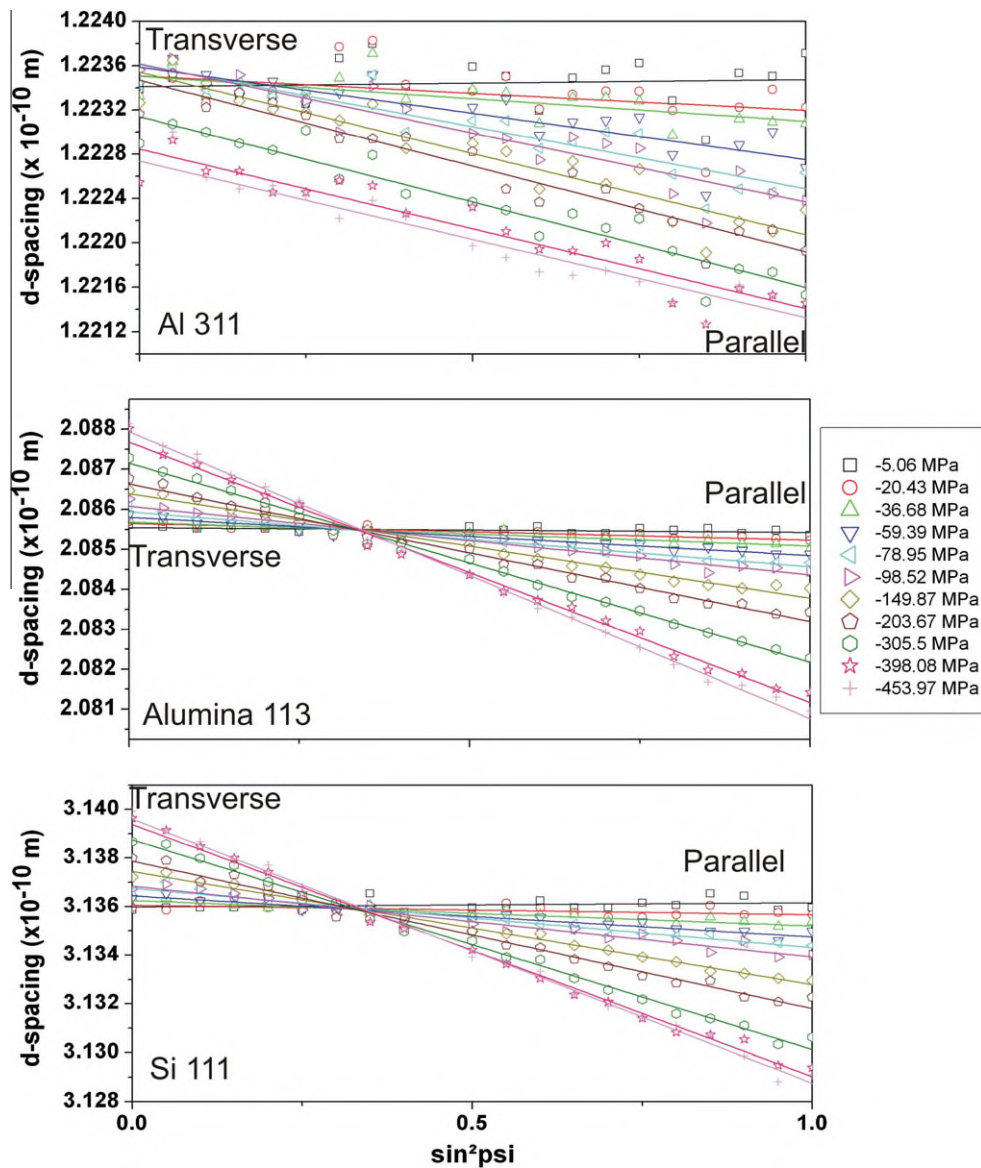 1.2240
1.2236
1.2232
1.2228
1.2224
1.2220
1.2216
1.2212
d-spacing (x 10⁻¹⁰ m)
Transverse
Al 311
Parallel
2.088
2.087
2.086
2.085
2.084
2.083
2.082
2.081
d-spacing (x10⁻¹⁰ m)
Parallel
Transverse
Alumina 113
-5.06 MPa
-20.43 MPa
-36.68 MPa
-59.39 MPa
-78.95 MPa
-98.52 MPa
-149.87 MPa
-203.67 MPa
-305.5 MPa
-398.08 MPa
-453.97 MPa
3.140
3.138
3.136
3.134
3.132
3.130
3.128
d-spacing (x10⁻¹⁰ m)
Transverse
Parallel
Si 111
0.0
0.5
1.0
sin²psi